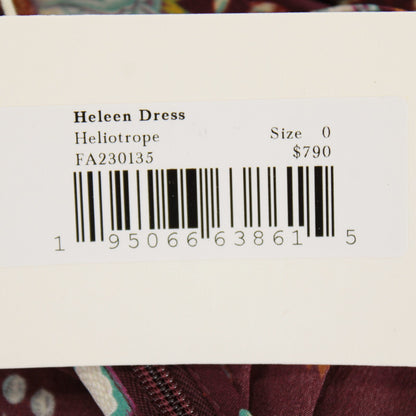 Heleen Dress
Heliotrope Size 0
FA230135 $790
1 95066 63861 5